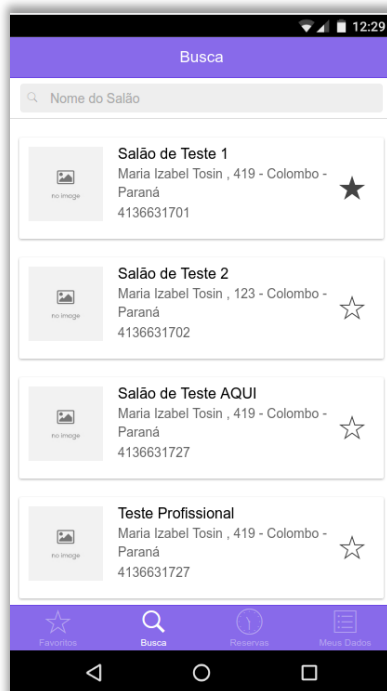 12:29
Busca
Nome do Salão
Salão de Teste 1
Maria Izabel Tosin , 419 - Colombo -
Paraná
4136631701
no image
Salão de Teste 2
Maria Izabel Tosin , 123 - Colombo -
Paraná
4136631702
no image
Salão de Teste AQUI
Maria Izabel Tosin , 419 - Colombo -
Paraná
4136631727
no image
Teste Profissional
Maria Izabel Tosin , 419 - Colombo -
Paraná
4136631727
no image
Favoritos
Busca
Reservas
Meus Dados